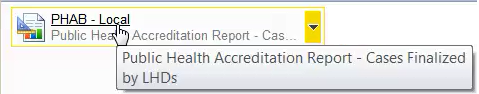 PHAB - Local
Public Health Accreditation Report - Cas...
Public Health Accreditation Report - Cases Finalized
by LHDs